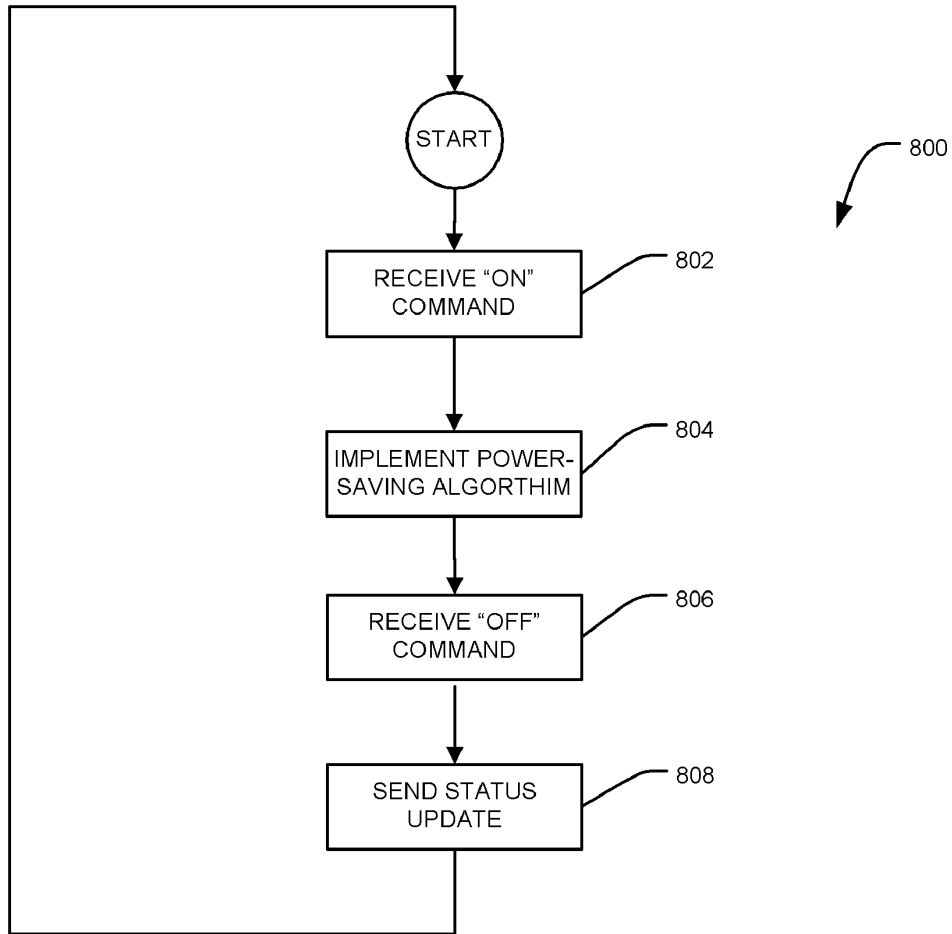 START
800
RECEIVE “ON”
COMMAND
802
IMPLEMENT POWER-
SAVING ALGORTHIM
804
RECEIVE “OFF”
COMMAND
806
SEND STATUS
UPDATE
808